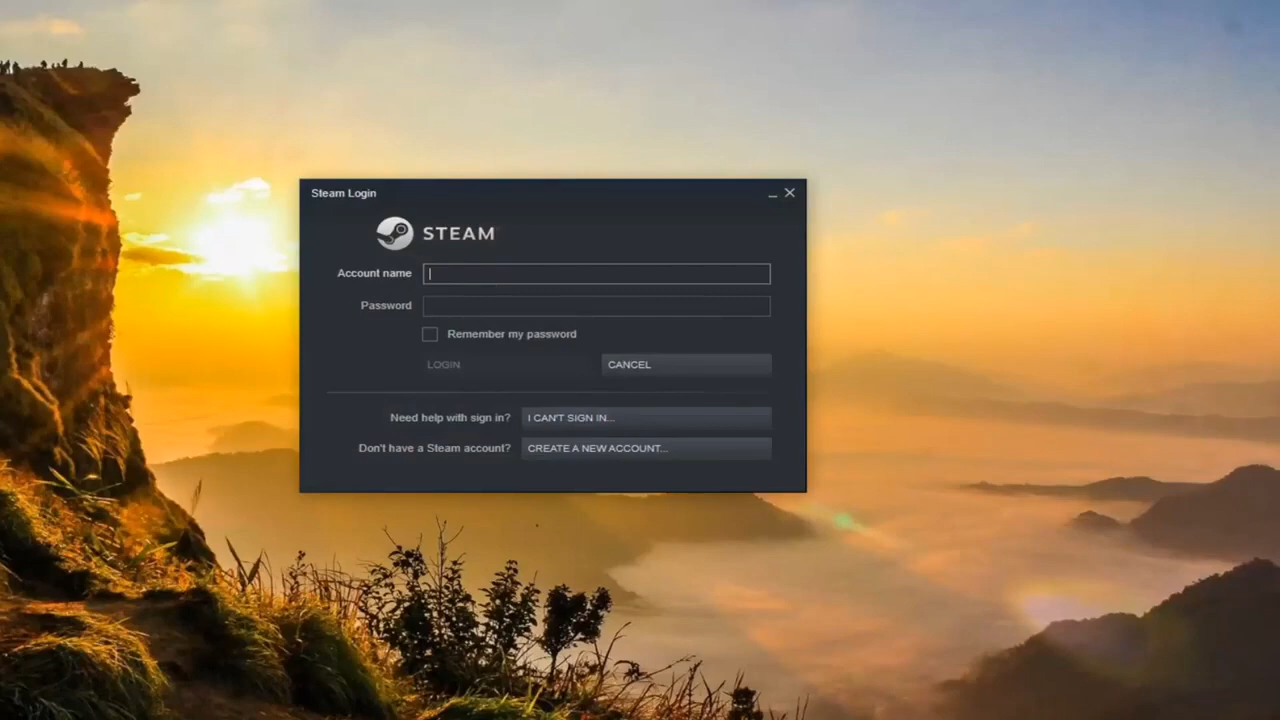 Steam Login
STEAM
Account name
Password
Remember my password
LOGIN
CANCEL
Need help with sign in?
I CAN'T SIGN IN...
Don't have a Steam account?
CREATE A NEW ACCOUNT...